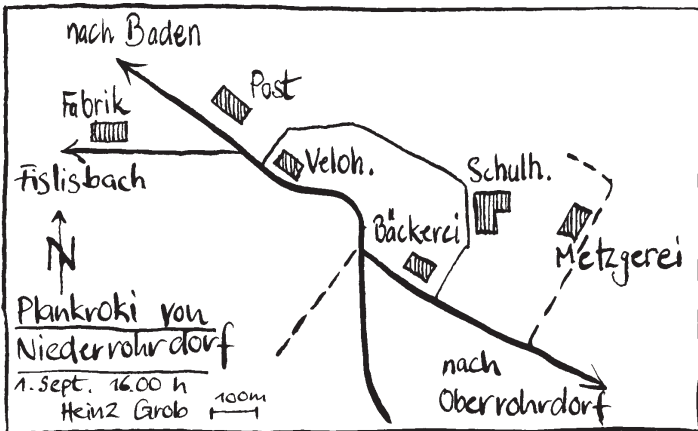 nach Baden
Post
Fabrik
Fislisbach
Veloh.
Schulh.
Bäckerei
Metzgerei
N
Plankroki von
Niederrohrdorf
1. Sept. 16.00 h
Heinz Grob 100m
nach
Oberrohrdorf